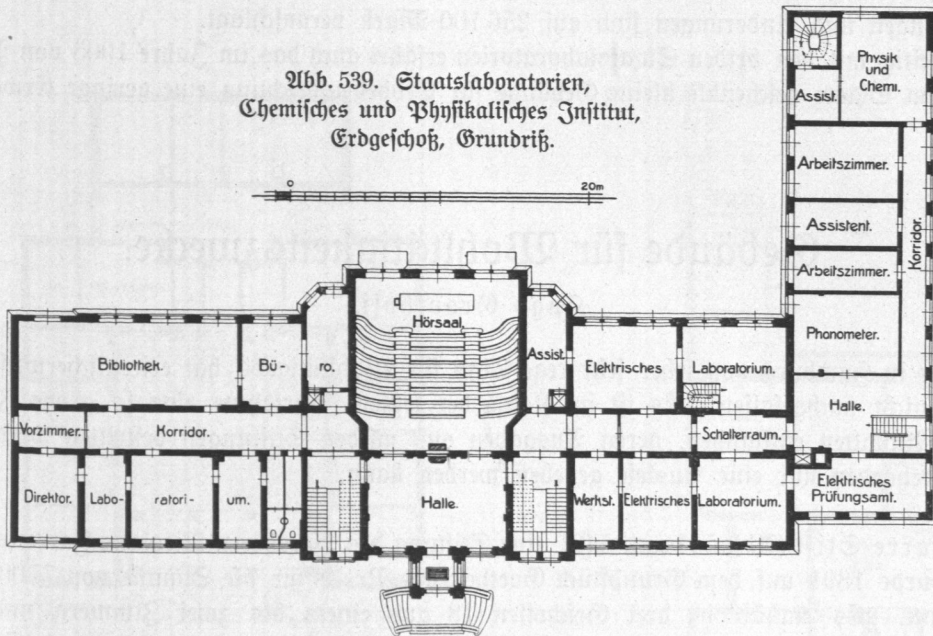 Abb. 539. Staatslaboratorien,
Chemisches und Physikalisches Institut,
Erdgeschoß, Grundriß.
0
20m
Physik
und
Chem.
Assist.
Arbeitszimmer.
Assistent.
Korridor.
Arbeitszimmer.
Phonometer.
Hörsaal.
Bibliothek.
Bü
ro.
Assist.
Elektrisches
Laboratorium.
Halle.
Vorzimmer.
Korridor.
Schalterraum.
Direktor.
Labo-
ratori-
um.
Halle.
Werkst.
Elektrisches
Laboratorium.
Elektrisches
Prüfungsamt.